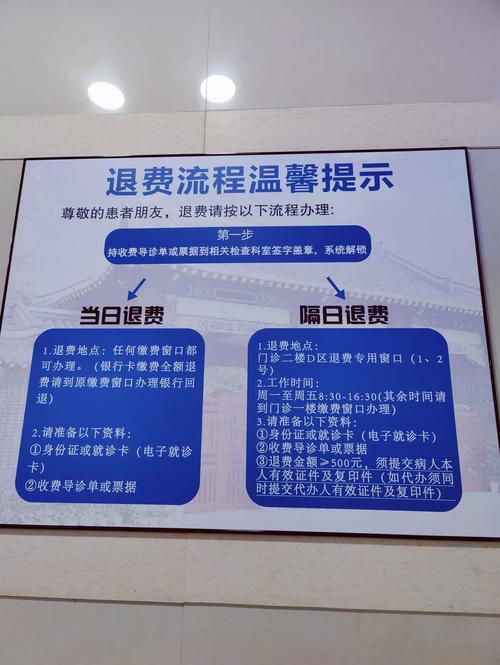 退费流程温馨提示
尊敬的患者朋友，退费请按以下流程办理:
第一步
持收费导诊单或票据到相关检查科室签字盖章，系统解锁
当日退费
1.退费地点：任何缴费窗口都
可办理。（银行卡缴费全额退
费请到原缴费窗口办理银行
回退）
2.请准备以下资料:
①身份证或就诊卡（电子就诊
卡）
②收费导诊单或票据
隔日退费
1.退费地点:
门诊二楼D区退费专用窗口（1、2
号）
2.工作时间:
周一至周五8:30-16:30(其余时间请
到门诊一楼缴费窗口办理)
3.请准备以下资料:
①身份证或就诊卡（电子就诊卡）
②收费导诊单或票据
③退费金额≥500元，须提交病人本
人有效证件及复印件（如代办须同
时提交代办人有效证件及复印件）